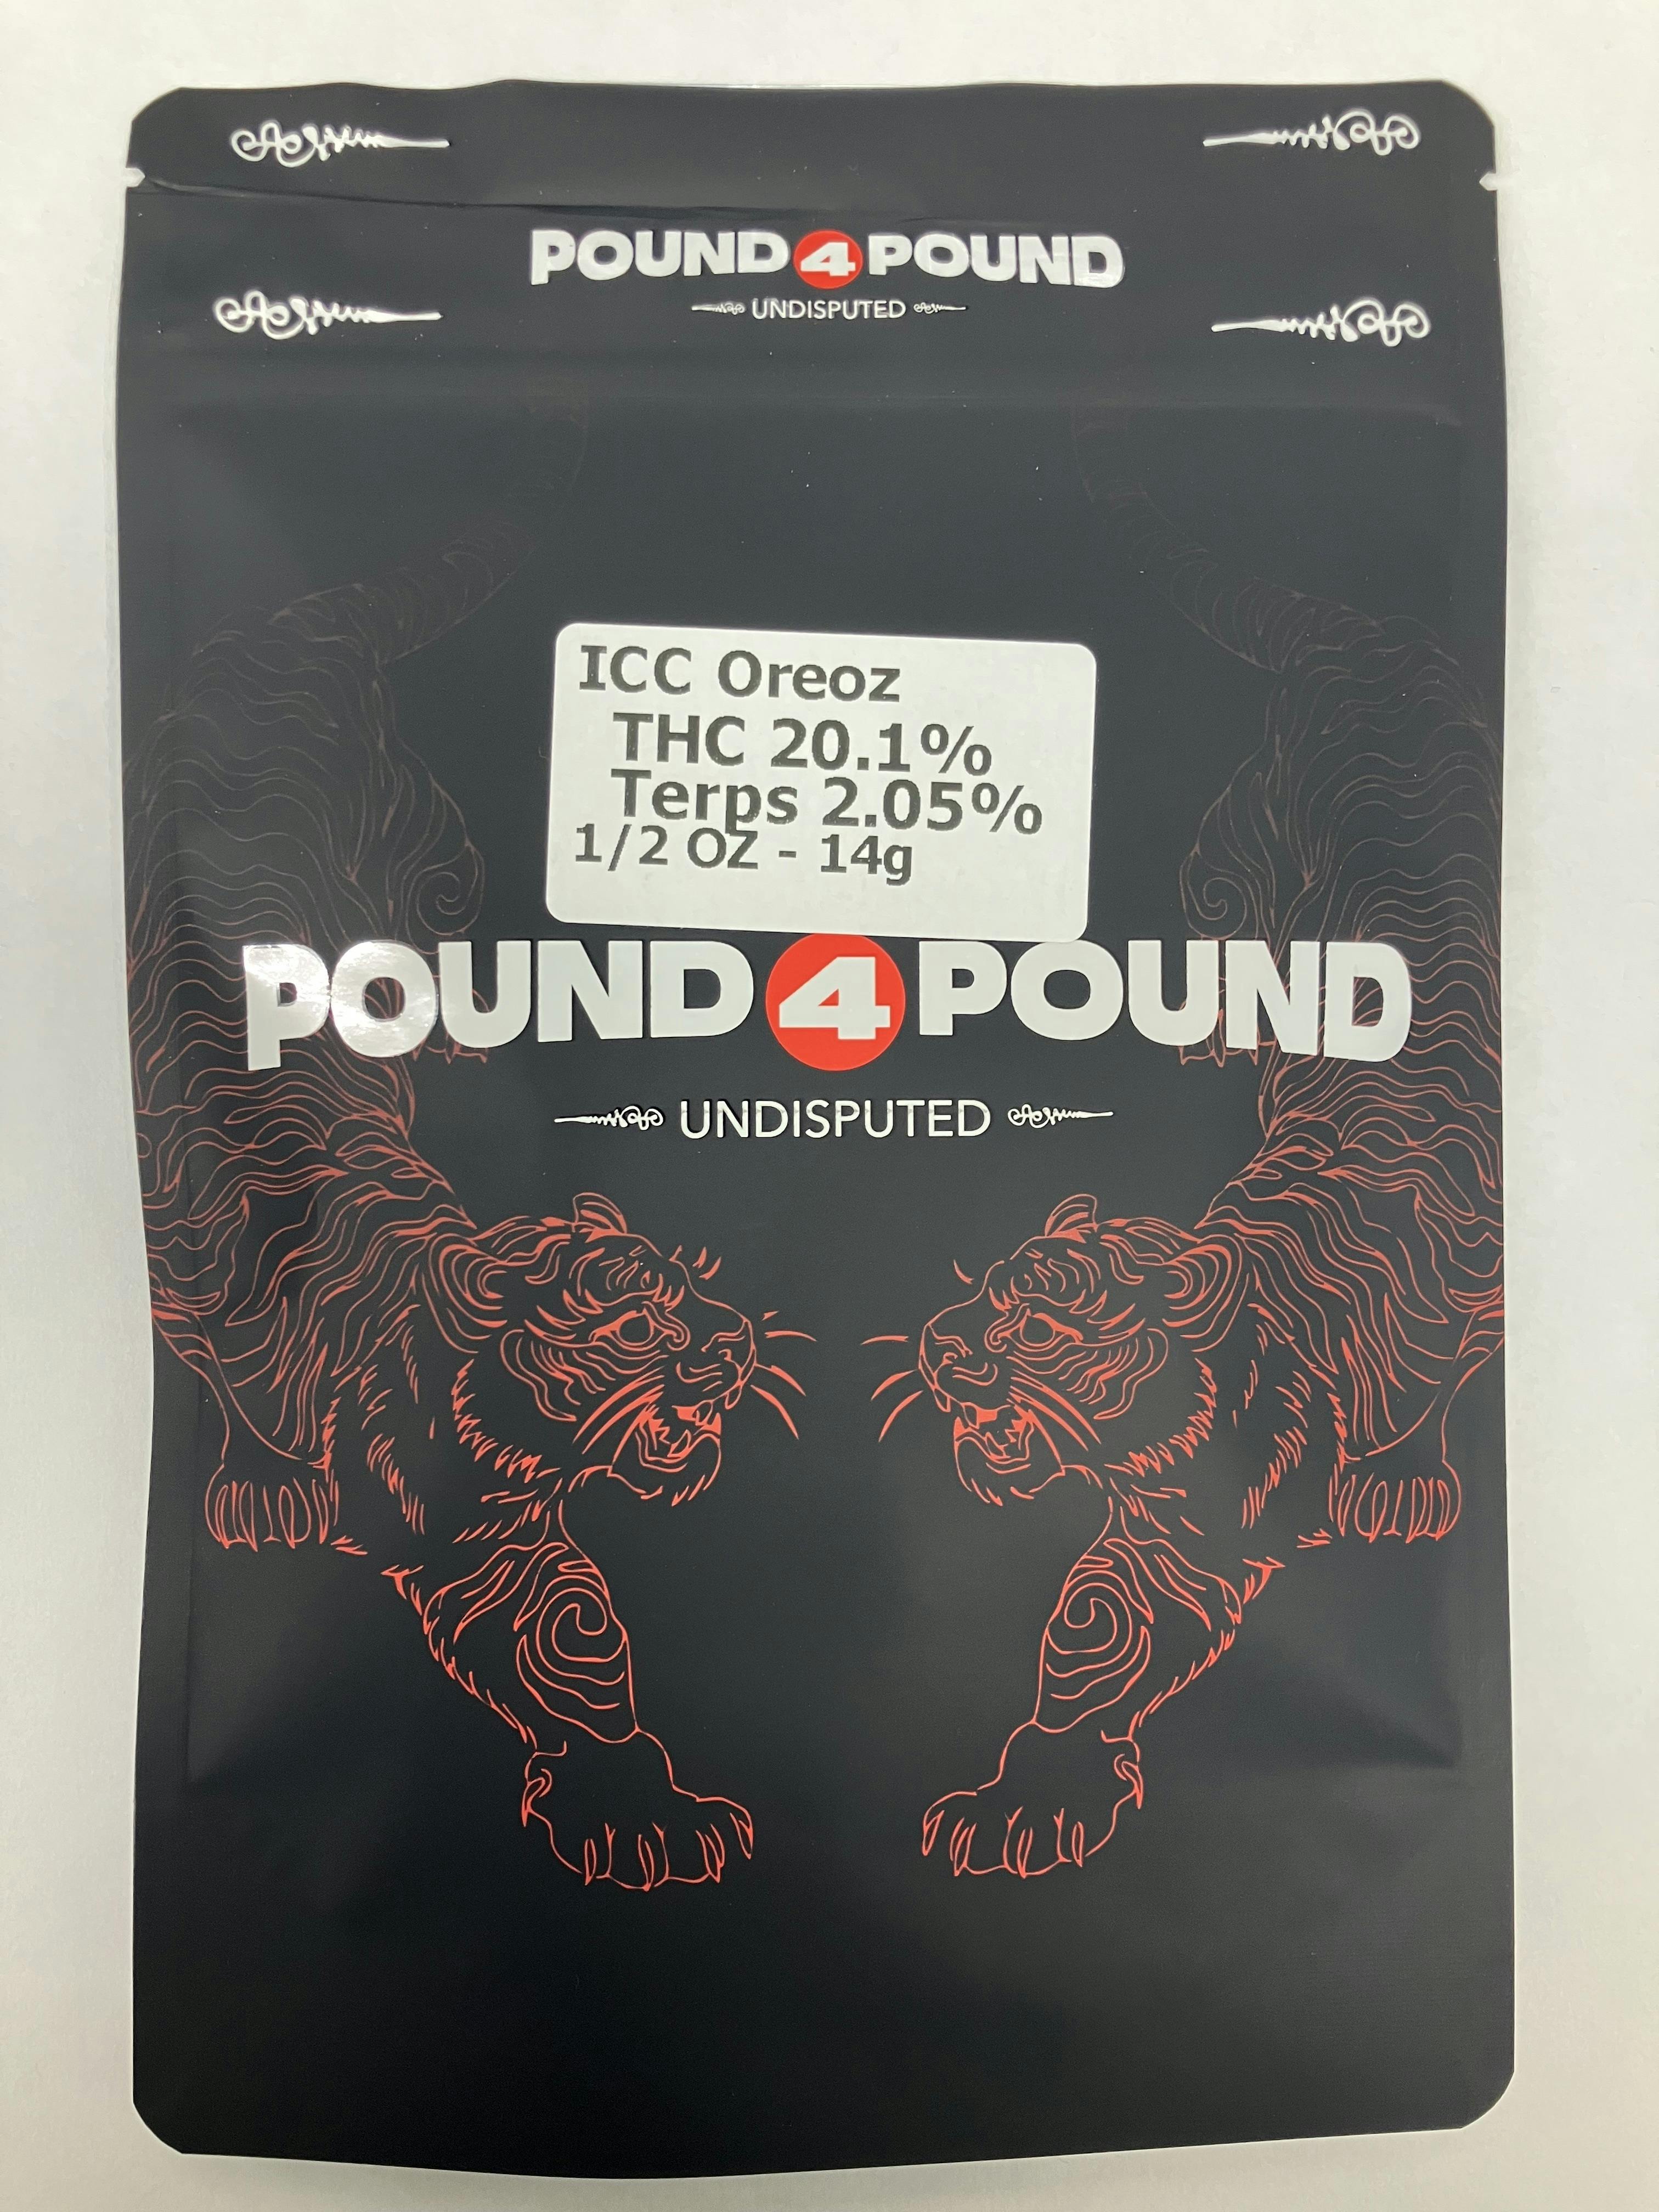 POUND 4 POUND
UNDISPUTED
ICC Oreoz
THC 20.1%
Terps 2.05%
1/2 OZ - 14g
POUND 4 POUND
UNDISPUTED